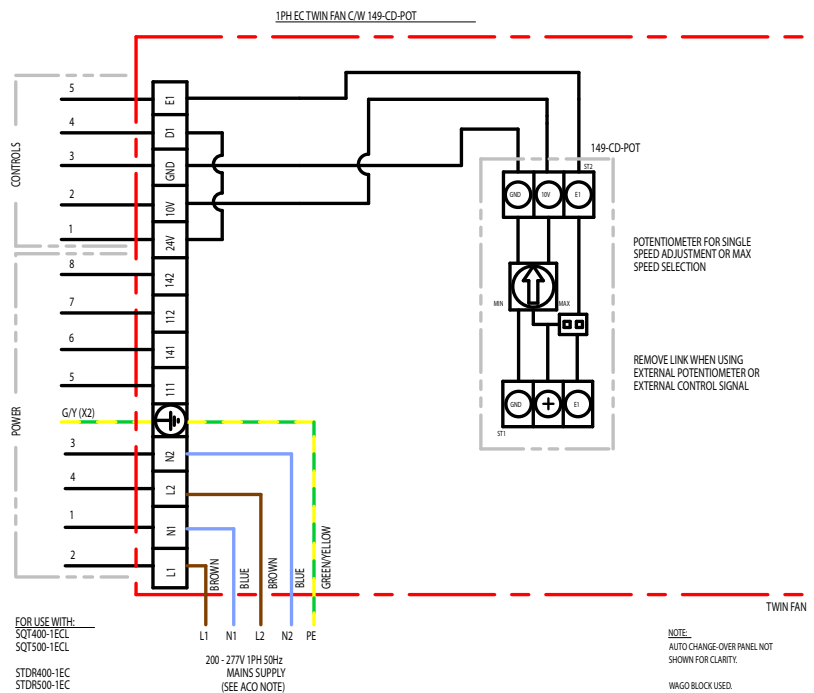 1PH EC TWIN FAN C/W 149-CD-POT
CONTROLS
5
4
3
2
1
E1
D1
GND
10V
24V
POWER
8
7
6
5
G/Y (X2)
3
4
1
2
142
112
141
111
N2
L2
N1
L1
BROWN
BLUE
BROWN
BLUE
GREEN/YELLOW
L1 N1 L2 N2 PE
200 - 277V 1PH 50Hz
MAINS SUPPLY
(SEE ACO NOTE)
149-CD-POT
ST2
GND 10V E1
MIN MAX
GND + E1
ST1
POTENTIOMETER FOR SINGLE
SPEED ADJUSTMENT OR MAX
SPEED SELECTION
REMOVE LINK WHEN USING
EXTERNAL POTENTIOMETER OR
EXTERNAL CONTROL SIGNAL
TWIN FAN
FOR USE WITH:
SQT400-1ECL
SQT500-1ECL
STDR400-1EC
STDR500-1EC
NOTE:
AUTO CHANGE-OVER PANEL NOT
SHOWN FOR CLARITY.
WAGO BLOCK USED.